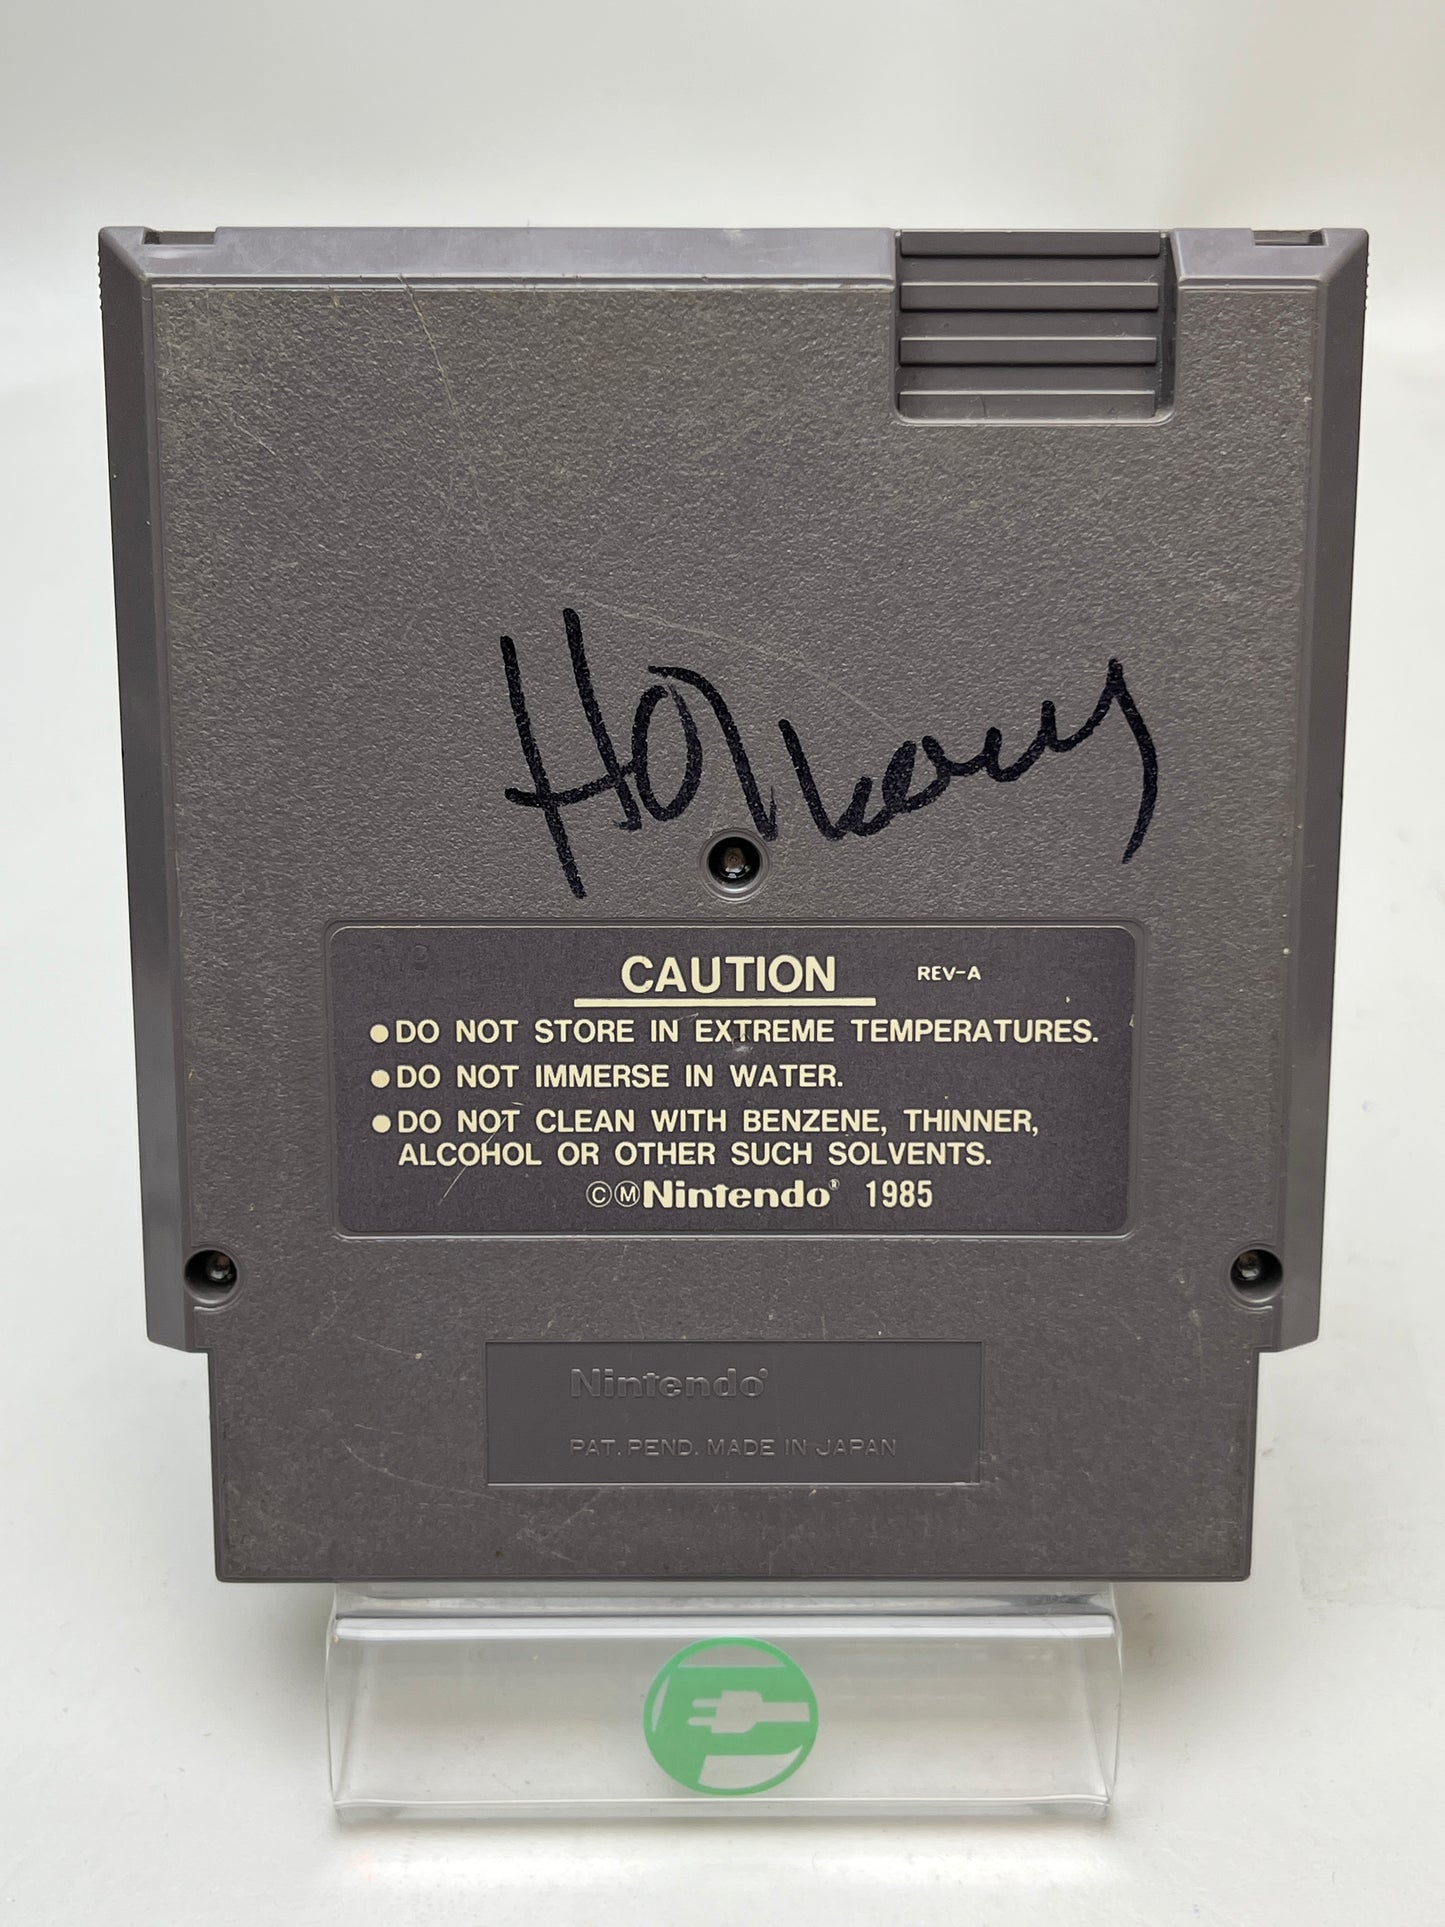 CAUTION REV-A
●DO NOT STORE IN EXTREME TEMPERATURES.
●DO NOT IMMERSE IN WATER.
●DO NOT CLEAN WITH BENZENE, THINNER,
ALCOHOL OR OTHER SUCH SOLVENTS.
©ⓂNintendo® 1985
Nintendo®
PAT. PEND. MADE IN JAPAN